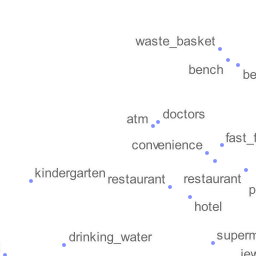 waste_basket
bench
be
doctors
atm
convenience
fast_f
kindergarten
restaurant
restaurant
p
hotel
drinking_water
superm
jew